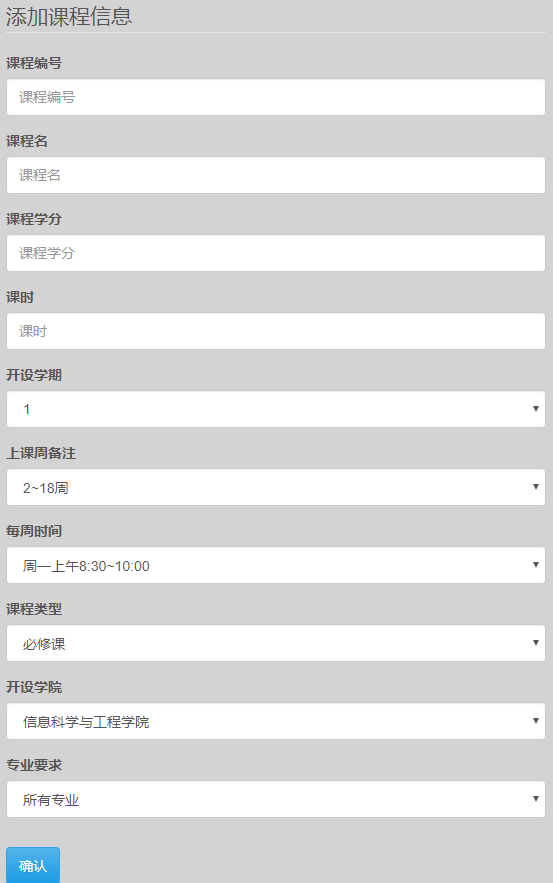 添加课程信息
课程编号
课程编号
课程名
课程名
课程学分
课程学分
课时
课时
开设学期
1
上课周备注
2~18周
每周时间
周一上午8:30~10:00
课程类型
必修课
开设学院
信息科学与工程学院
专业要求
所有专业
确认